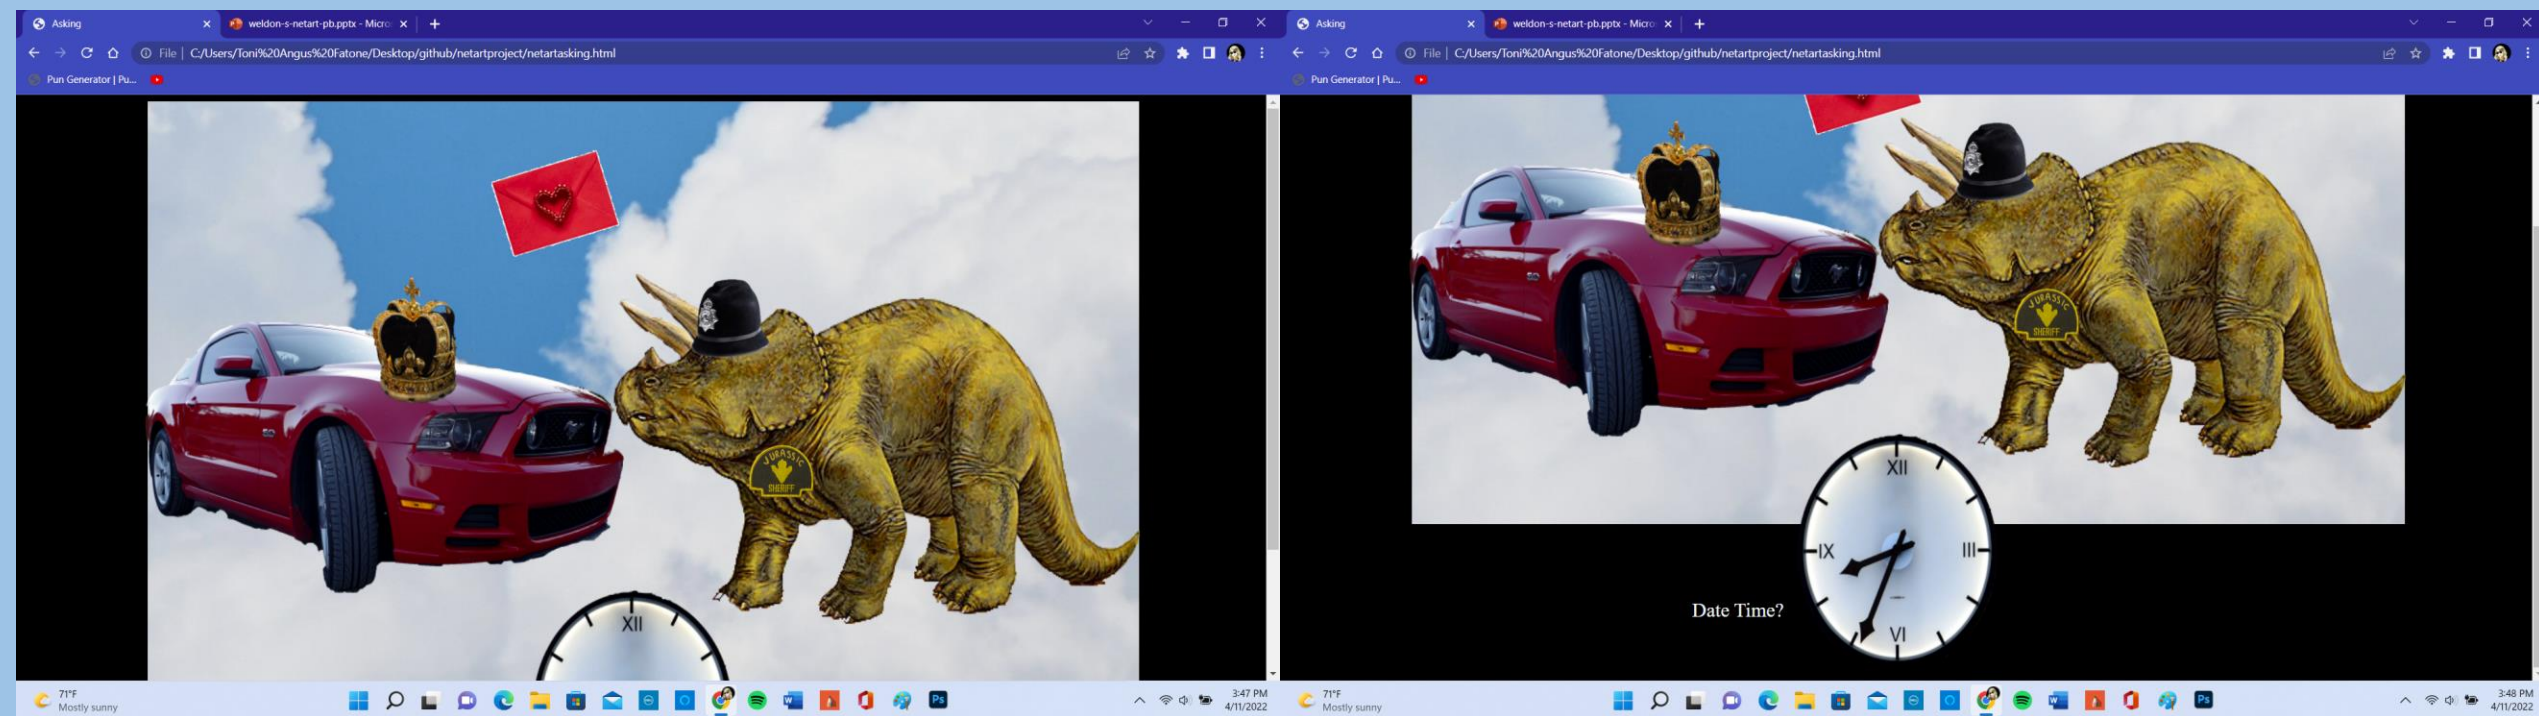 Asking
weldon-s-netart-pb.pptx - Micro
File
C:/Users/Toni%20Angus%20Fatone/Desktop/github/netartproject/netartasking.html
Pun Generator | Pu...
JURASSIC
SHERIFF
XII
71°F
Mostly sunny
3:47 PM
4/11/2022
Asking
weldon-s-netart-pb.pptx - Micro
File
C:/Users/Toni%20Angus%20Fatone/Desktop/github/netartproject/netartasking.html
Pun Generator | Pu...
JURASSIC
SHERIFF
XII
IX
III
VI
Date Time?
71°F
Mostly sunny
W
Ps
3:48 PM
4/11/2022